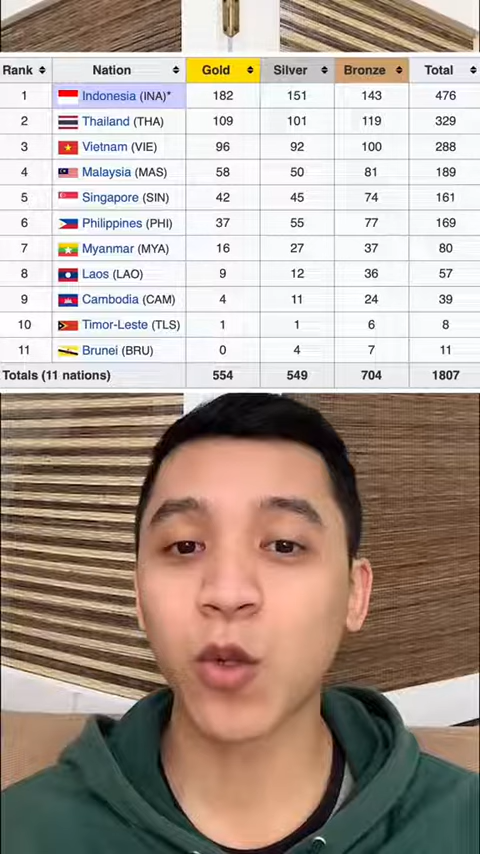 Rank Nation Gold Silver Bronze Total
1 Indonesia (INA)* 182 151 143 476
2 Thailand (THA) 109 101 119 329
3 Vietnam (VIE) 96 92 100 288
4 Malaysia (MAS) 58 50 81 189
5 Singapore (SIN) 42 45 74 161
6 Philippines (PHI) 37 55 77 169
7 Myanmar (MYA) 16 27 37 80
8 Laos (LAO) 9 12 36 57
9 Cambodia (CAM) 4 11 24 39
10 Timor-Leste (TLS) 1 1 6 8
11 Brunei (BRU) 0 4 7 11
Totals (11 nations) 554 549 704 1807